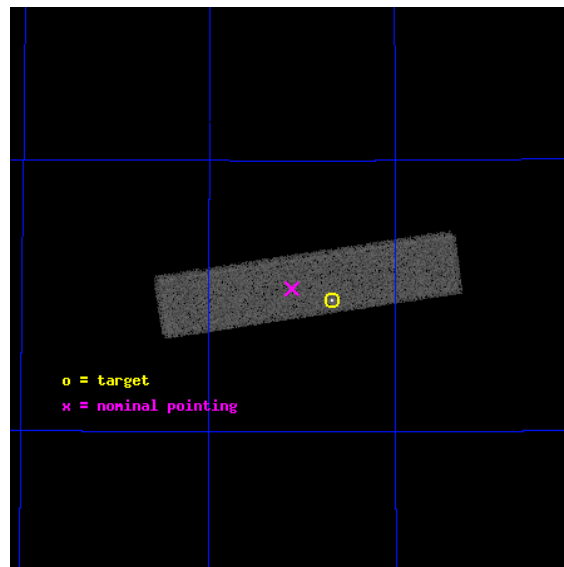 o = target
x = nominal pointing